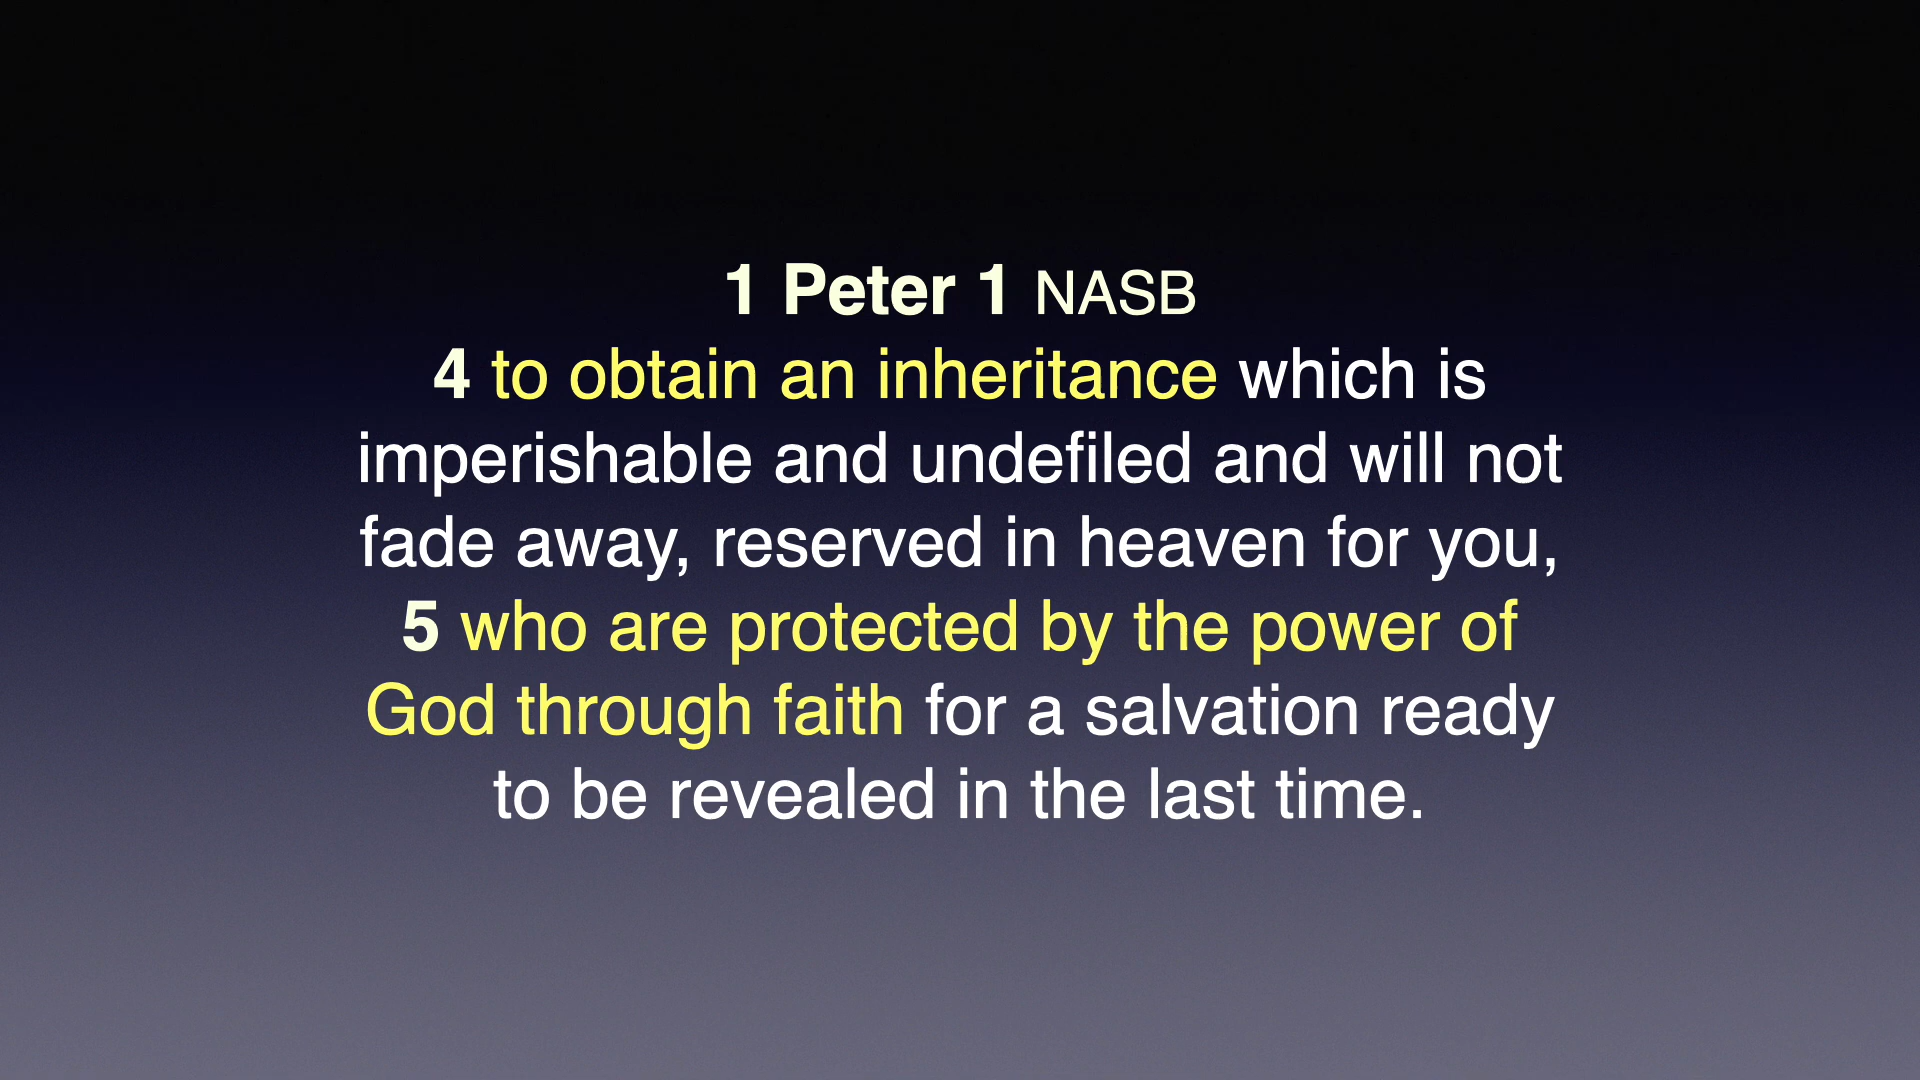 1 Peter 1 NASB
4 to obtain an inheritance which is
imperishable and undefiled and will not
fade away, reserved in heaven for you,
5 who are protected by the power of
God through faith for a salvation ready
to be revealed in the last time.